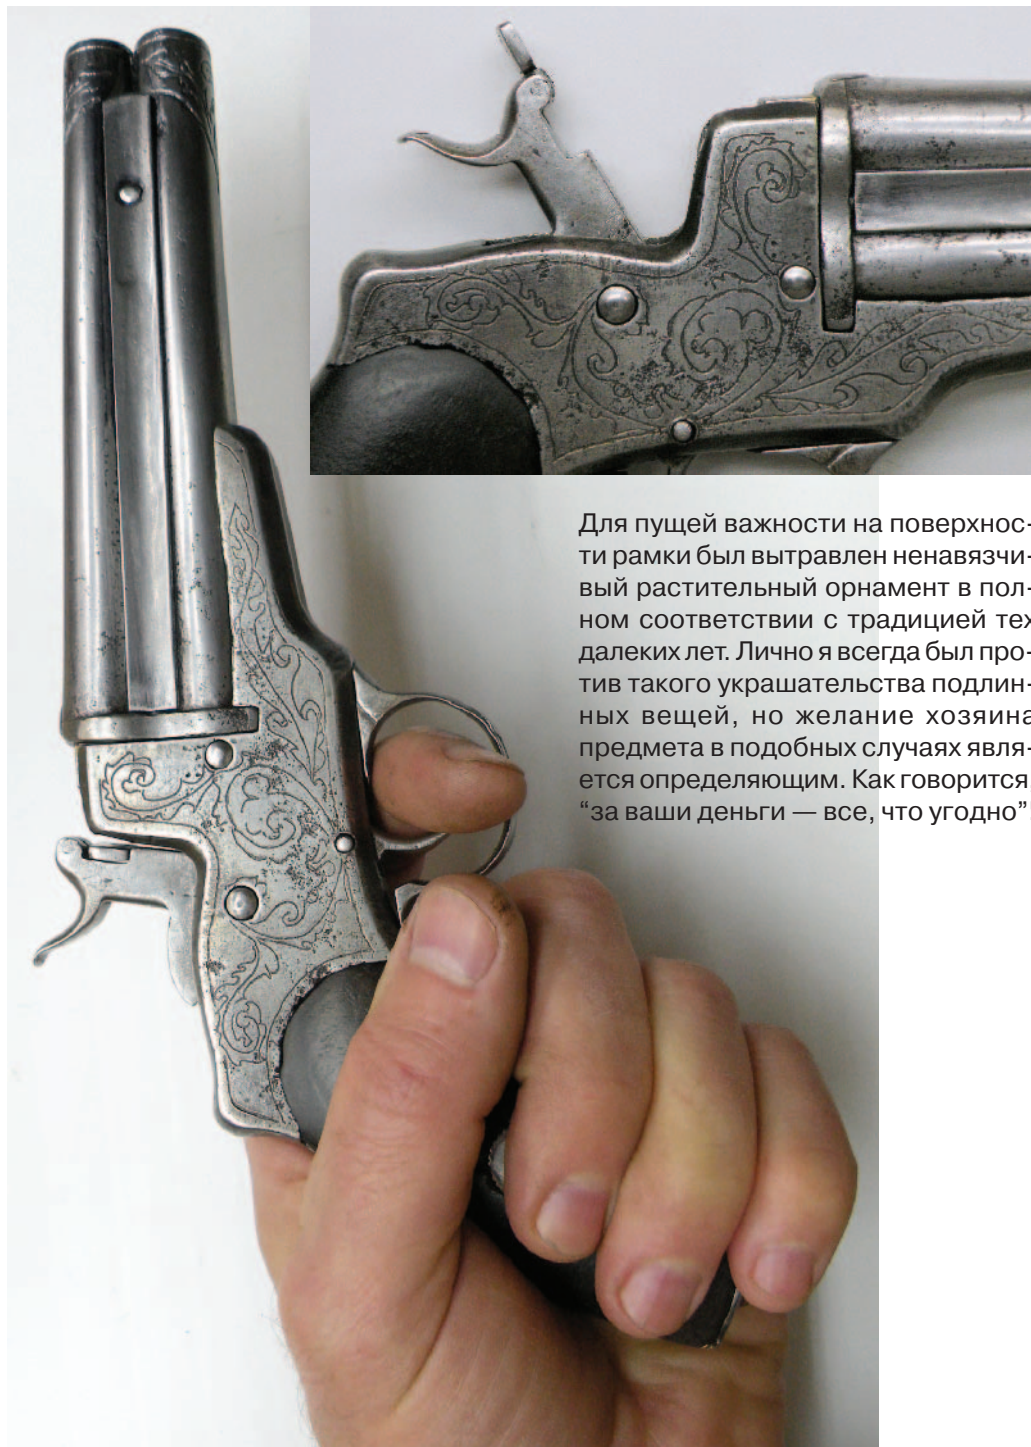 Для пущей важности на поверхнос-
ти рамки был вытравлен ненавязчи-
вый растительный орнамент в пол-
ном соответствии с традицией тех
далеких лет. Лично я всегда был про-
тив такого украшательства подлин-
ных вещей, но желание хозяина
предмета в подобных случаях явля-
ется определяющим. Как говорится:
“за ваши деньги — все, что угодно”!